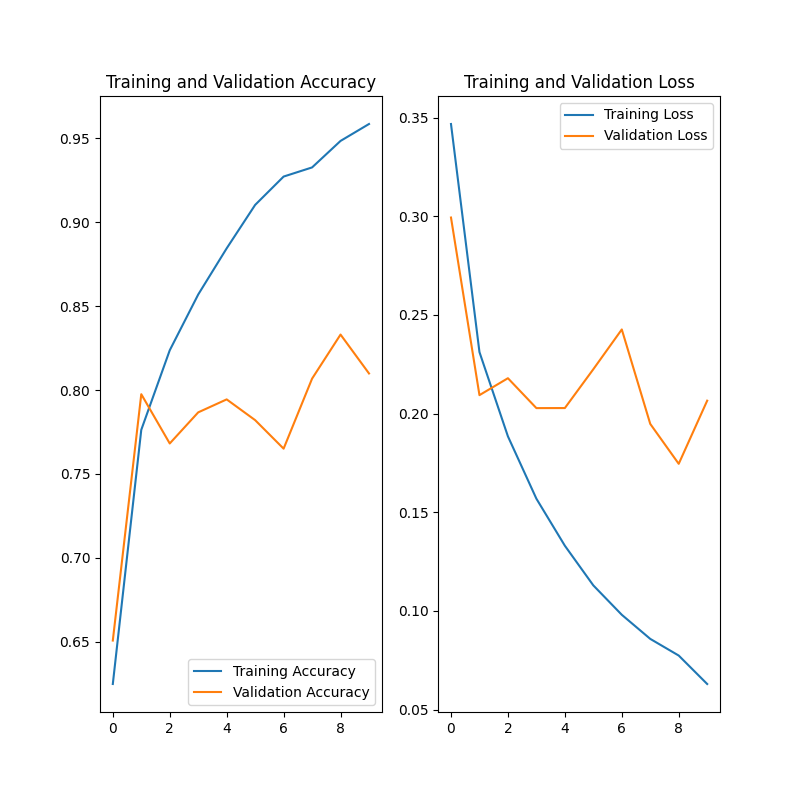 Training and Validation Accuracy
0.95
0.90
0.85
0.80
0.75
0.70
0.65
Training Accuracy
Validation Accuracy
0 2 4 6 8
Training and Validation Loss
Training Loss
Validation Loss
0.35
0.30
0.25
0.20
0.15
0.10
0.05
0 2 4 6 8